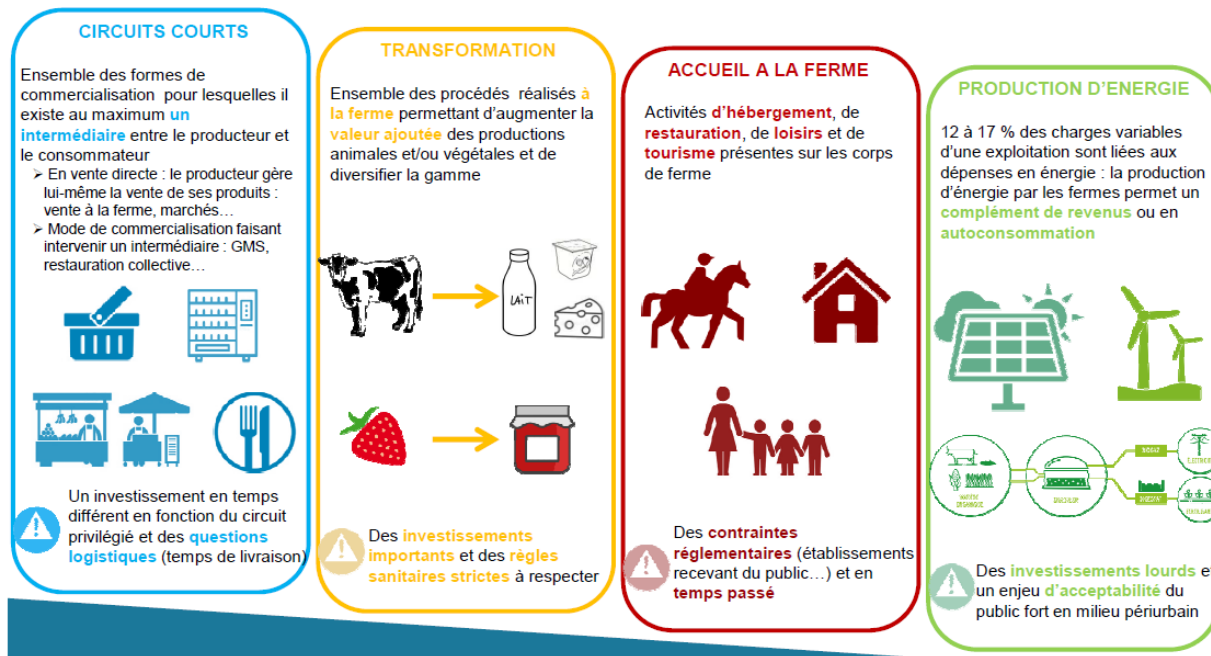 CIRCUITS COURTS
Ensemble des formes de
commercialisation pour lesquelles il
existe au maximum un
intermédiaire entre le producteur et
le consommateur
➤ En vente directe : le producteur gère
lui-même la vente de ses produits :
vente à la ferme, marchés…
➤ Mode de commercialisation faisant
intervenir un intermédiaire : GMS,
restauration collective…
Un investissement en temps
différent en fonction du circuit
privilégié et des questions
logistiques (temps de livraison)
TRANSFORMATION
Ensemble des procédés réalisés à
la ferme permettant d'augmenter la
valeur ajoutée des productions
animales et/ou végétales et de
diversifier la gamme
LAIT
Des investissements
importants et des règles
sanitaires strictes à respecter
ACCUEIL A LA FERME
Activités d'hébergement, de
restauration, de loisirs et de
tourisme présentes sur les corps
de ferme
Des contraintes
réglementaires (établissements
recevant du public…) et en
temps passé
PRODUCTION D'ENERGIE
12 à 17 % des charges variables
d'une exploitation sont liées aux
dépenses en énergie : la production
d'énergie par les fermes permet un
complément de revenus ou en
autoconsommation
Des investissements lourds et
un enjeu d'acceptabilité du
public fort en milieu périurbain